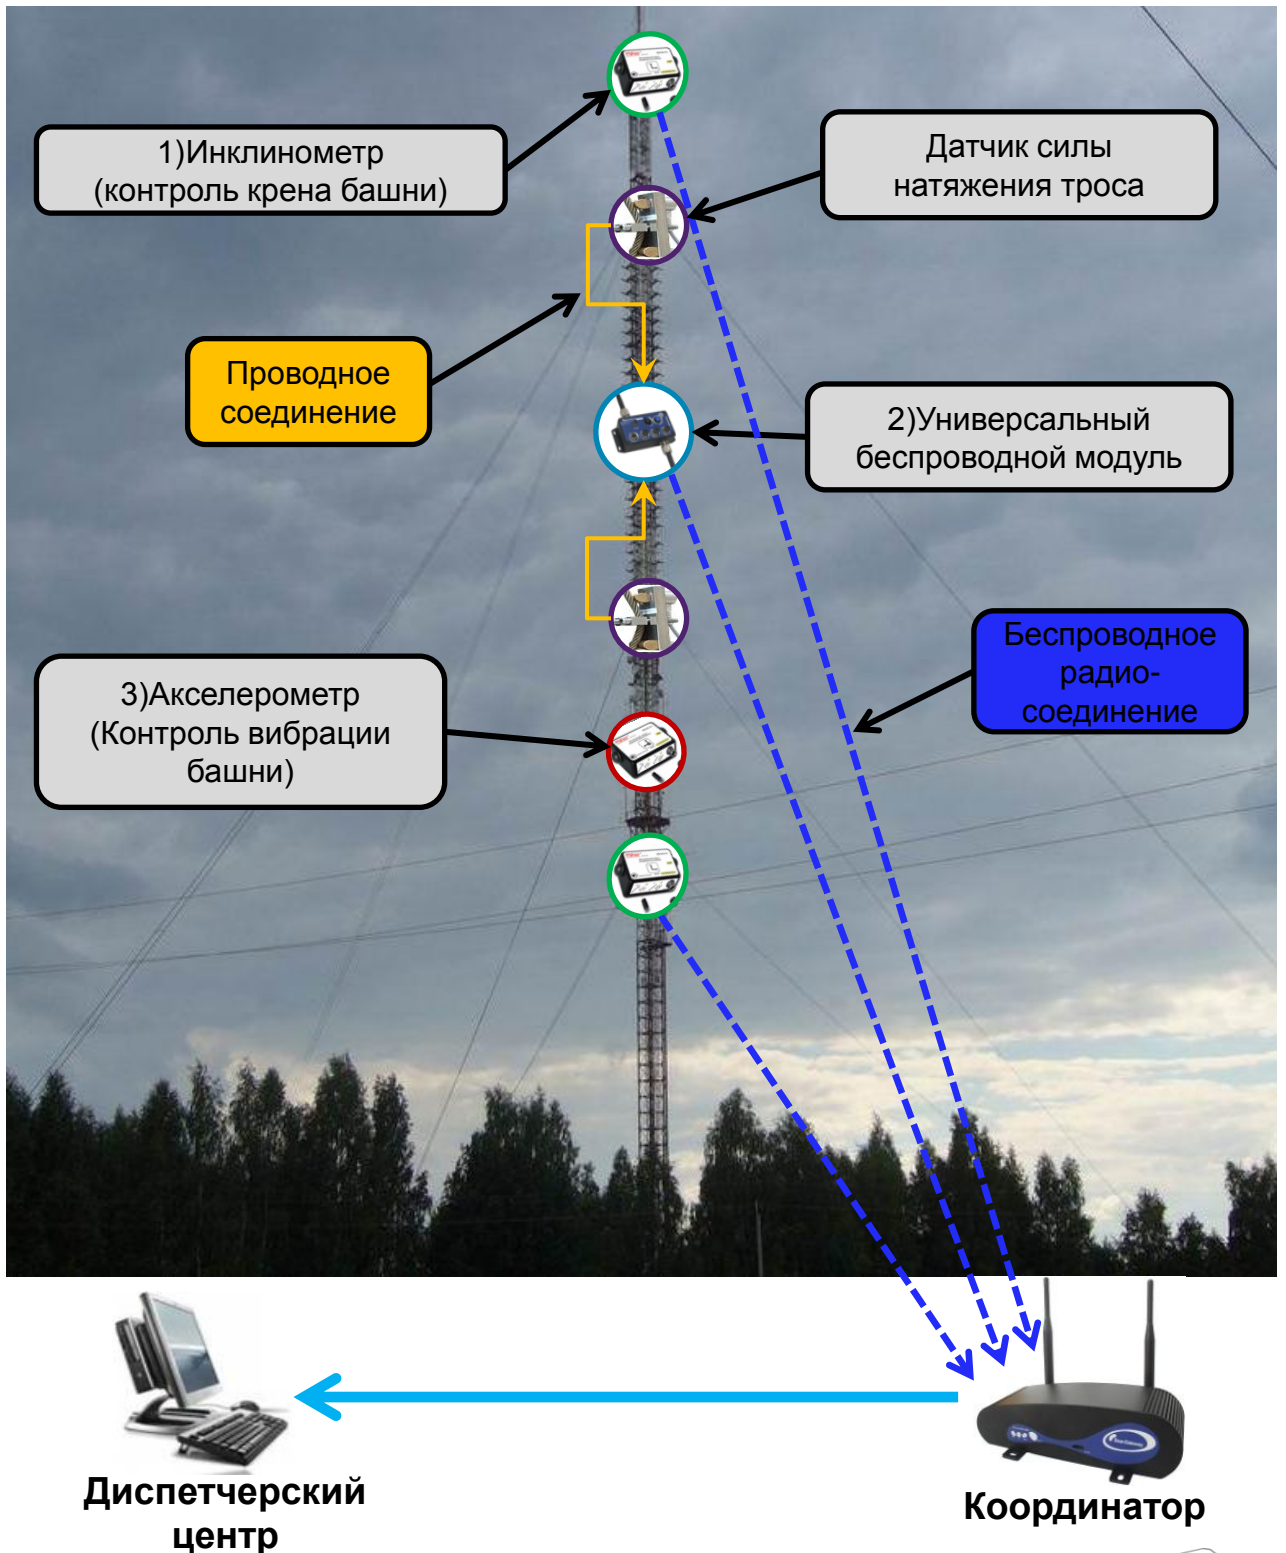 1)Инклинометр
(контроль крена башни)
Датчик силы
натяжения троса
Проводное
соединение
2)Универсальный
беспроводной модуль
Беспроводное
радио-
соединение
3)Акселерометр
(Контроль вибрации
башни)
Диспетчерский
центр
Координатор